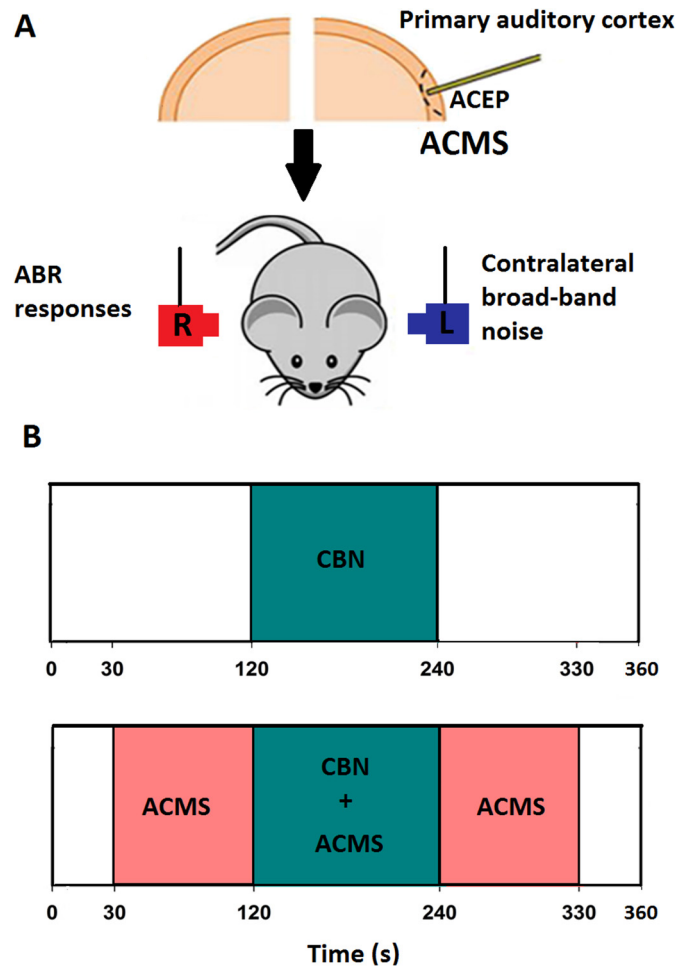 A
Primary auditory cortex
ACEP
ACMS
ABR
responses
R
L
Contralateral
broad-band
noise
B
CBN
0 30 120 240 330 360
ACMS
CBN
+
ACMS
ACMS
0 30 120 240 330 360
Time (s)